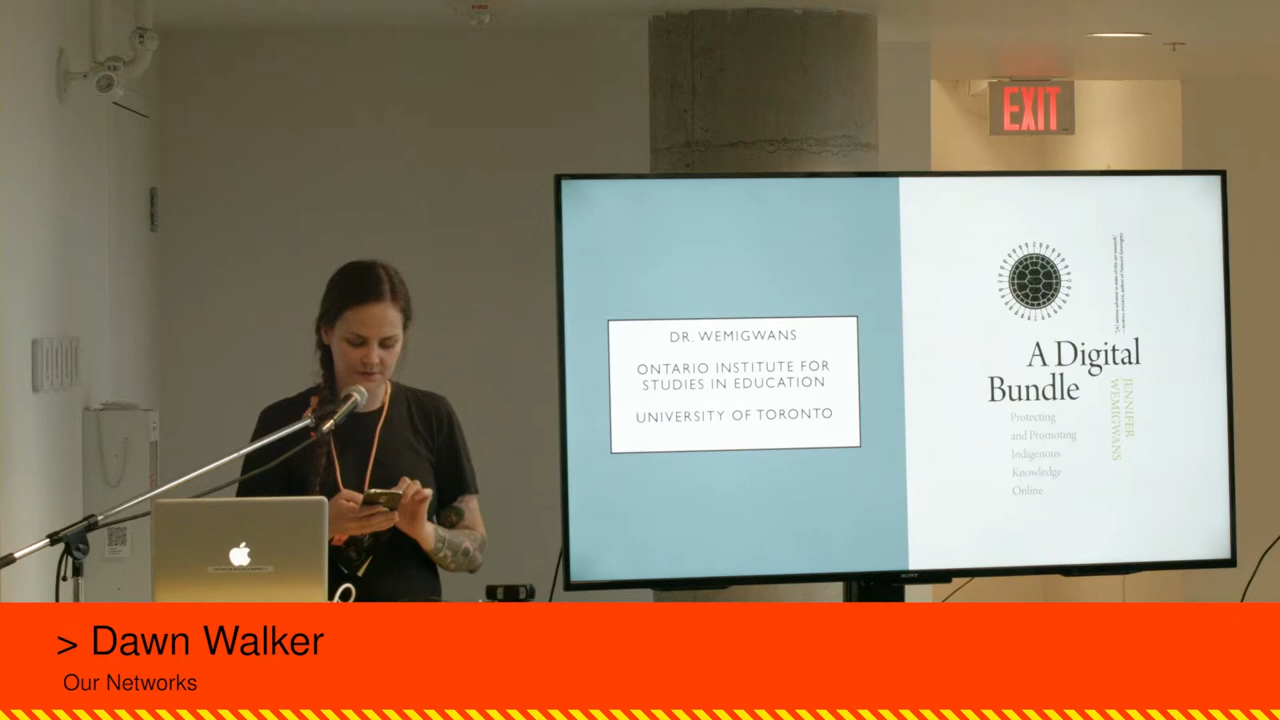 FIRE
EXIT
DR. WEMIGWANS
ONTARIO INSTITUTE FOR
STUDIES IN EDUCATION
UNIVERSITY OF TORONTO
A Digital
Bundle
Protecting
and Promoting
Indigenous
Knowledge
Online
JENNIFER
WEMIGWANS
SONY
> Dawn Walker
Our Networks